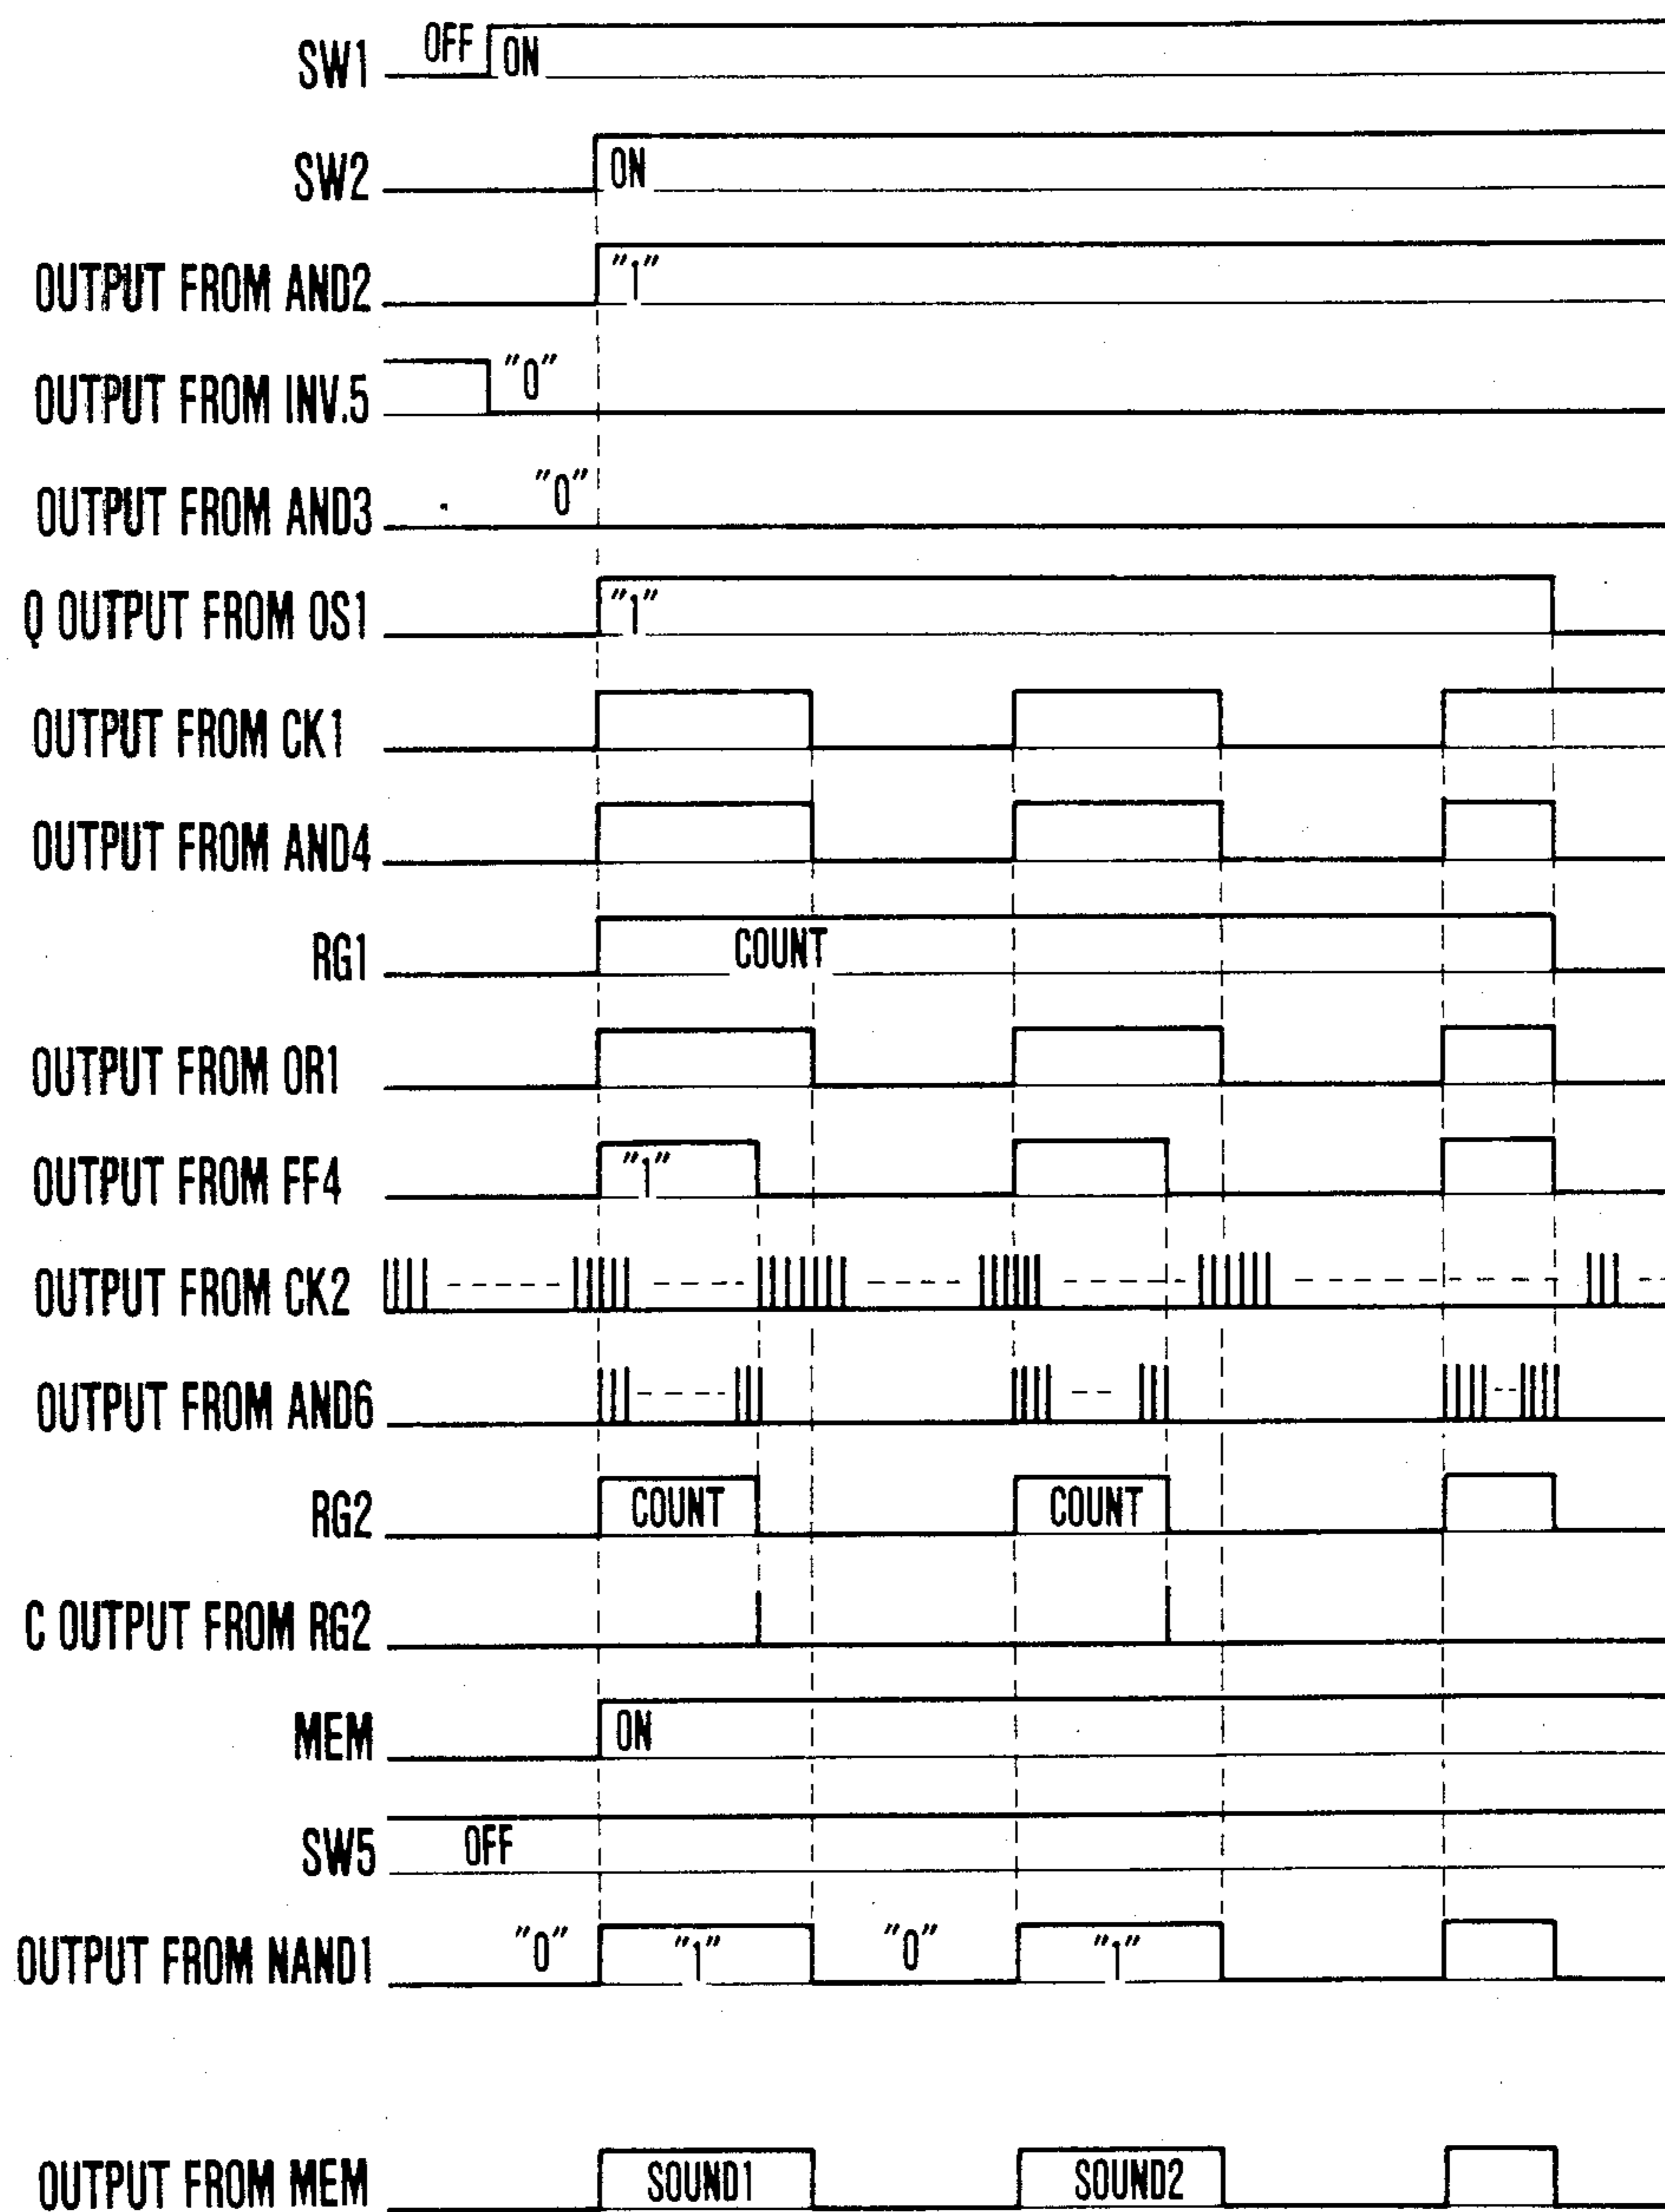 SW1 OFF ON
SW2 ON
OUTPUT FROM AND2 "1"
OUTPUT FROM INV.5 "0"
OUTPUT FROM AND3 "0"
Q OUTPUT FROM OS1 "1"
OUTPUT FROM CK1
OUTPUT FROM AND4
RG1 COUNT
OUTPUT FROM OR1
OUTPUT FROM FF4 "1"
OUTPUT FROM CK2
OUTPUT FROM AND6
RG2 COUNT COUNT
C OUTPUT FROM RG2
MEM ON
SW5 OFF
OUTPUT FROM NAND1 "0" "1" "0" "1"
OUTPUT FROM MEM SOUND1 SOUND2